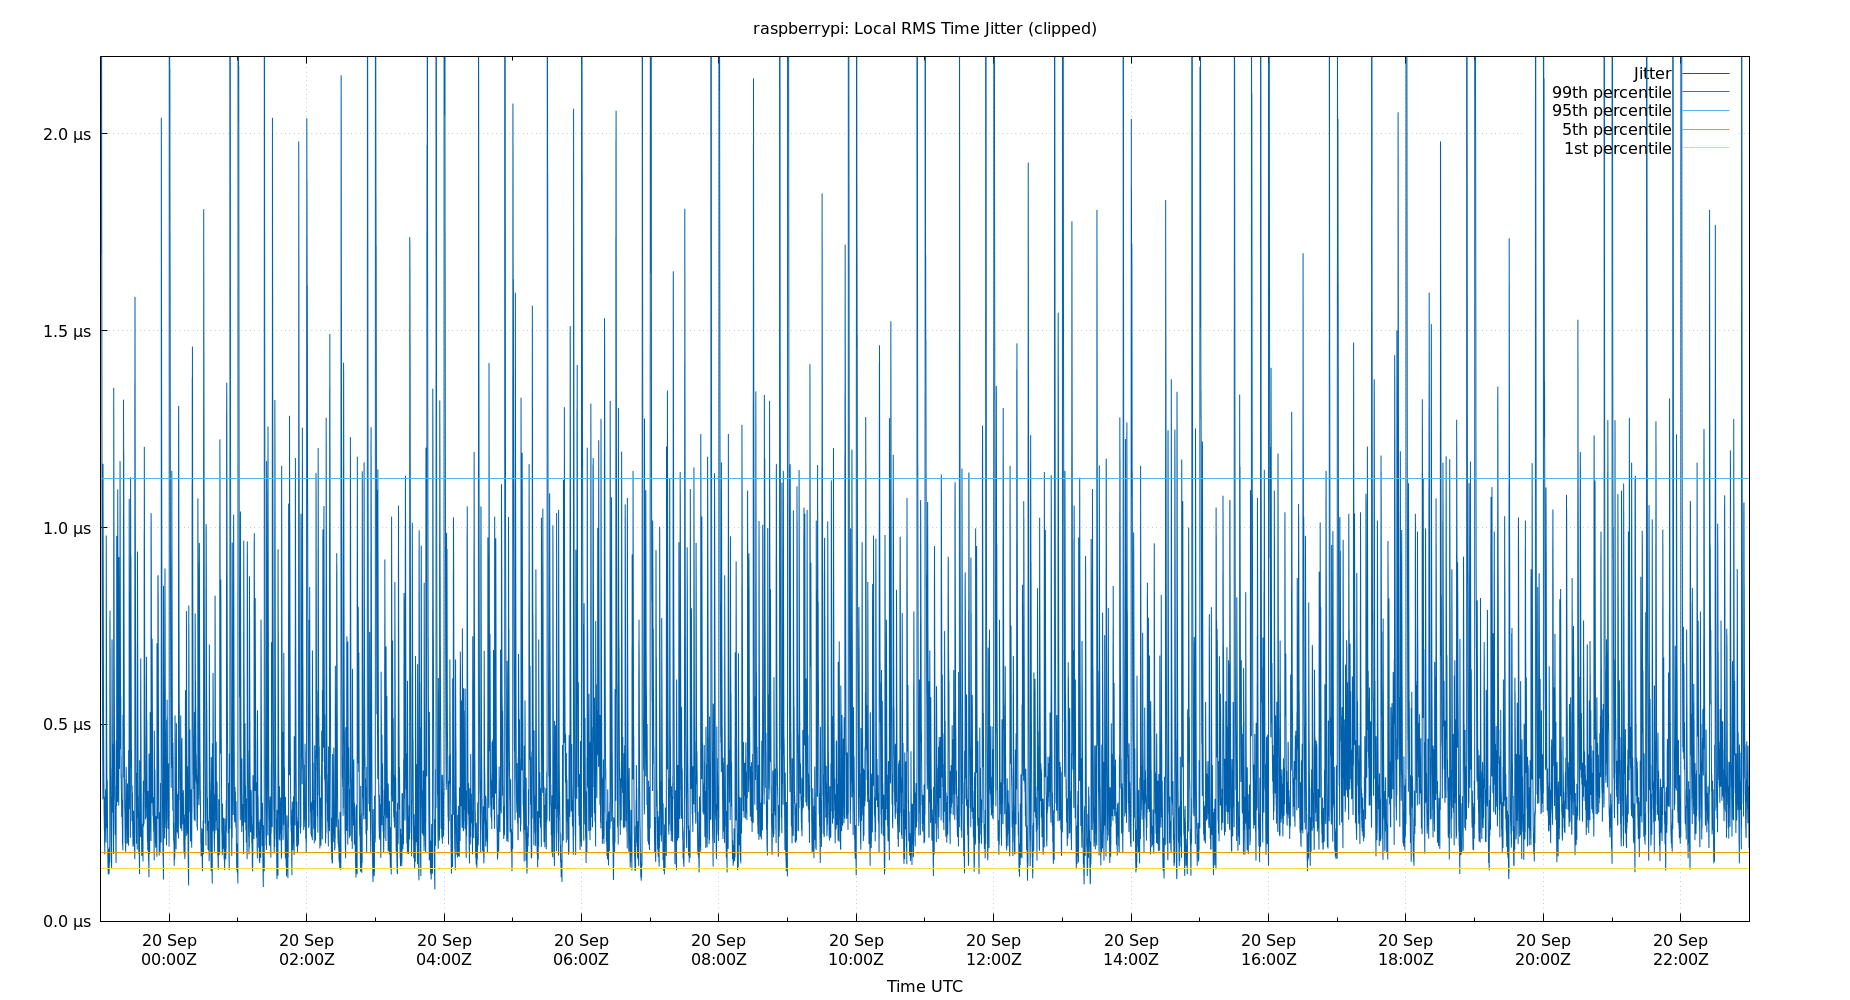 raspberrypi: Local RMS Time Jitter (clipped)
Jitter
99th percentile
95th percentile
5th percentile
1st percentile
2.0 µs
1.5 µs
1.0 µs
0.5 µs
0.0 µs
20 Sep 20 Sep 20 Sep 20 Sep 20 Sep 20 Sep 20 Sep 20 Sep 20 Sep 20 Sep 20 Sep 20 Sep
00:00Z 02:00Z 04:00Z 06:00Z 08:00Z 10:00Z 12:00Z 14:00Z 16:00Z 18:00Z 20:00Z 22:00Z
Time UTC